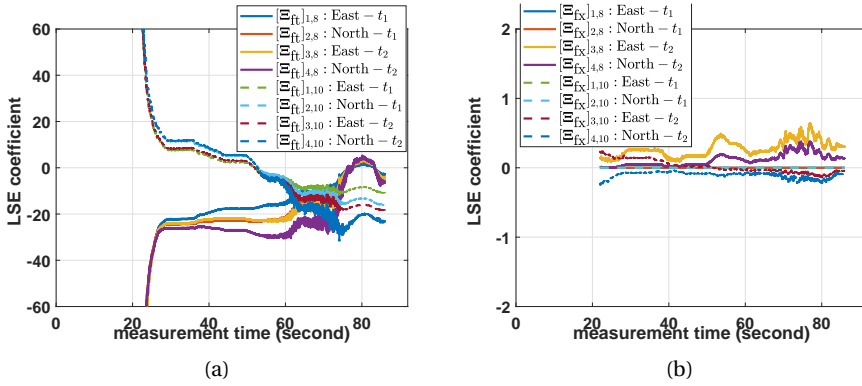 60
40
20
0
-20
-40
-60
0
20
40
60
80
LSE coefficient
measurement time (second)
[Ξft]1,8 : East − t1
[Ξft]2,8 : North − t1
[Ξft]3,8 : East − t2
[Ξft]4,8 : North − t2
[Ξft]1,10 : East − t1
[Ξft]2,10 : North − t1
[Ξft]3,10 : East − t2
[Ξft]4,10 : North − t2
(a)
2
1
0
-1
-2
0
20
40
60
80
LSE coefficient
measurement time (second)
[Ξfx]1,8 : East − t1
[Ξfx]2,8 : North − t1
[Ξfx]3,8 : East − t2
[Ξfx]4,8 : North − t2
[Ξfx]1,10 : East − t1
[Ξfx]2,10 : North − t1
[Ξfx]3,10 : East − t2
[Ξfx]4,10 : North − t2
(b)